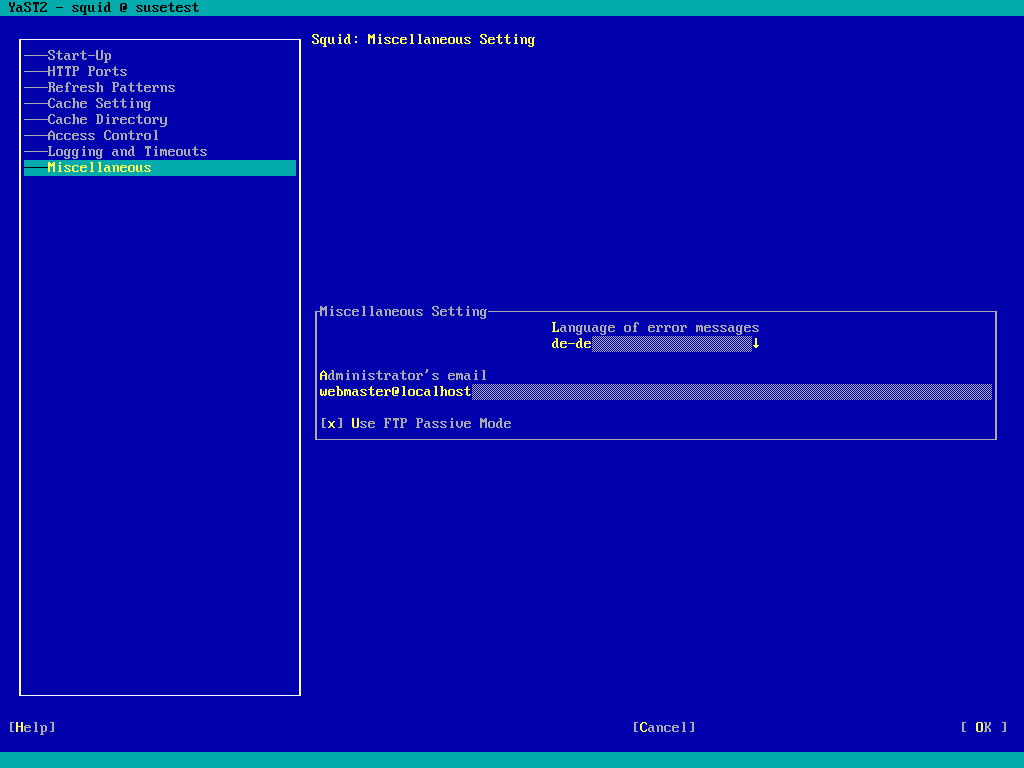 YaST2 - squid @ susetest
Squid: Miscellaneous Setting
Start-Up
HTTP Ports
Refresh Patterns
Cache Setting
Cache Directory
Access Control
Logging and Timeouts
Miscellaneous
Miscellaneous Setting
Language of error messages
de-de↓
Administrator's email
webmaster@localhost
[x] Use FTP Passive Mode
[Help] [Cancel] [ OK ]